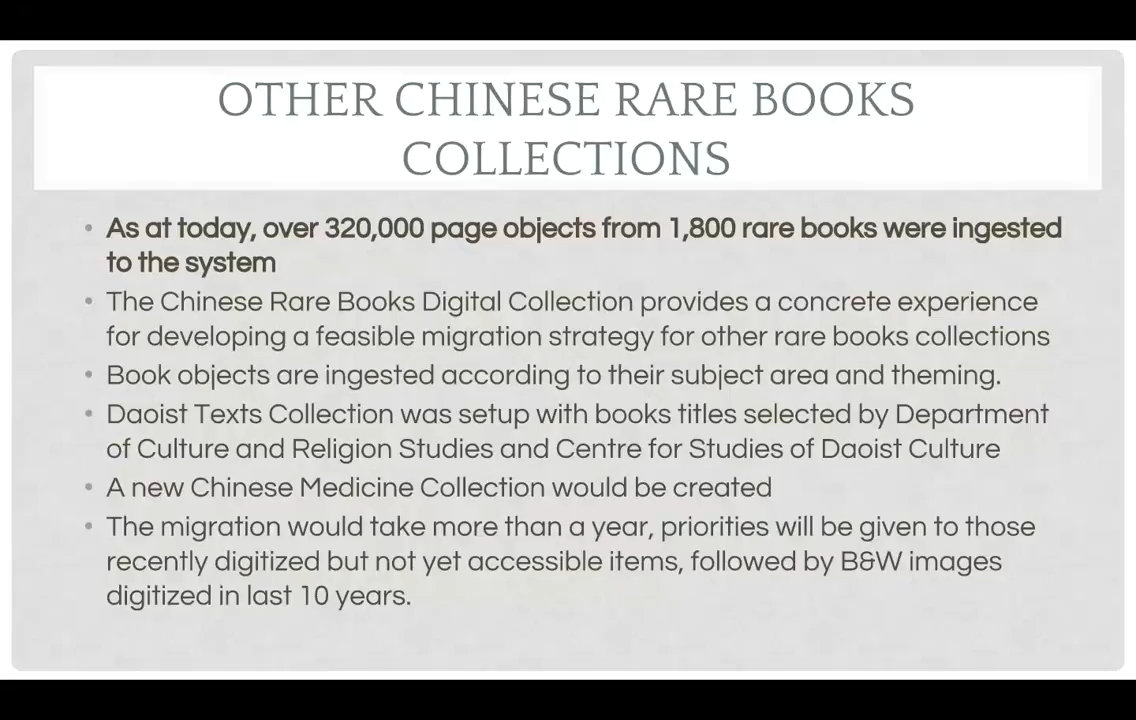 OTHER CHINESE RARE BOOKS
COLLECTIONS
• As at today, over 320,000 page objects from 1,800 rare books were ingested
to the system
• The Chinese Rare Books Digital Collection provides a concrete experience
for developing a feasible migration strategy for other rare books collections
• Book objects are ingested according to their subject area and theming.
• Daoist Texts Collection was setup with books titles selected by Department
of Culture and Religion Studies and Centre for Studies of Daoist Culture
• A new Chinese Medicine Collection would be created
• The migration would take more than a year, priorities will be given to those
recently digitized but not yet accessible items, followed by B&W images
digitized in last 10 years.